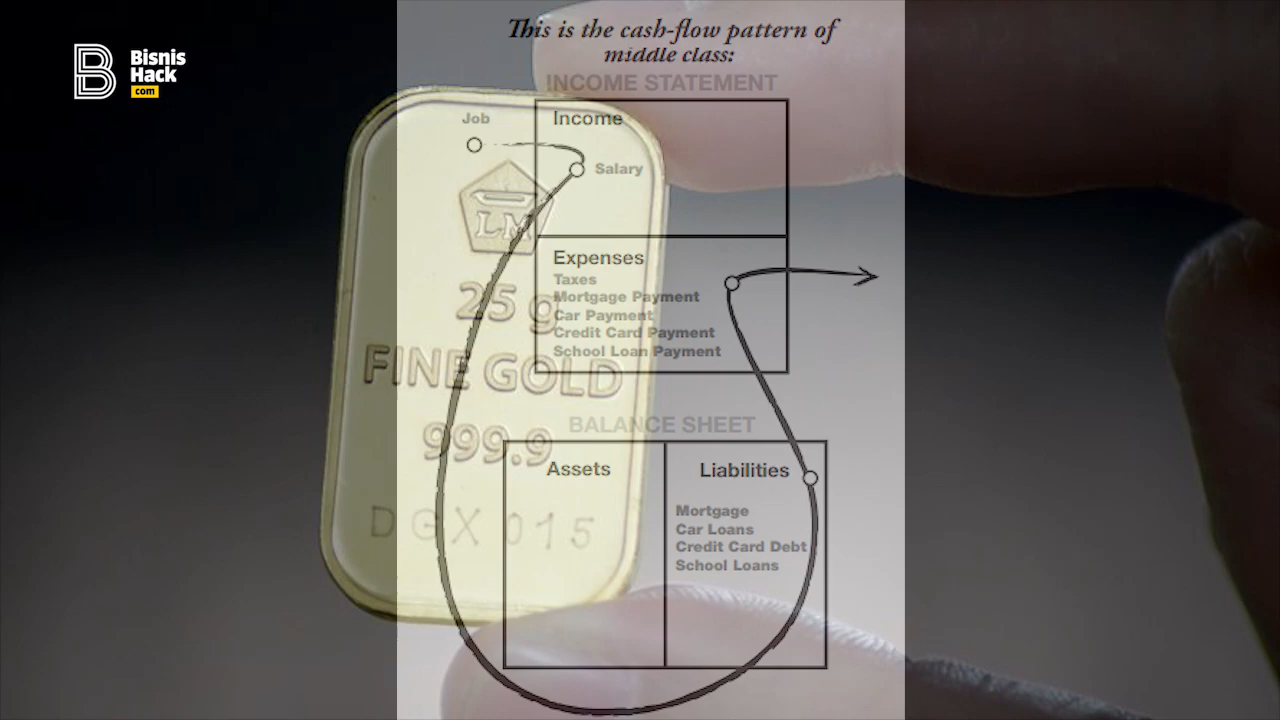 Bisnis
Hack
com
This is the cash-flow pattern of
middle class:
INCOME STATEMENT
Job
Income
Salary
LM
Expenses
Taxes
Mortgage Payment
Car Payment
Credit Card Payment
School Loan Payment
25 g
FINE GOLD
999.9
DGX 015
BALANCE SHEET
Assets
Liabilities
Mortgage
Car Loans
Credit Card Debt
School Loans